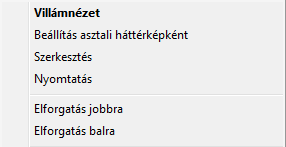 Villámnézet
Beállítás asztali háttérképként
Szerkesztés
Nyomtatás
Elforgatás jobbra
Elforgatás balra